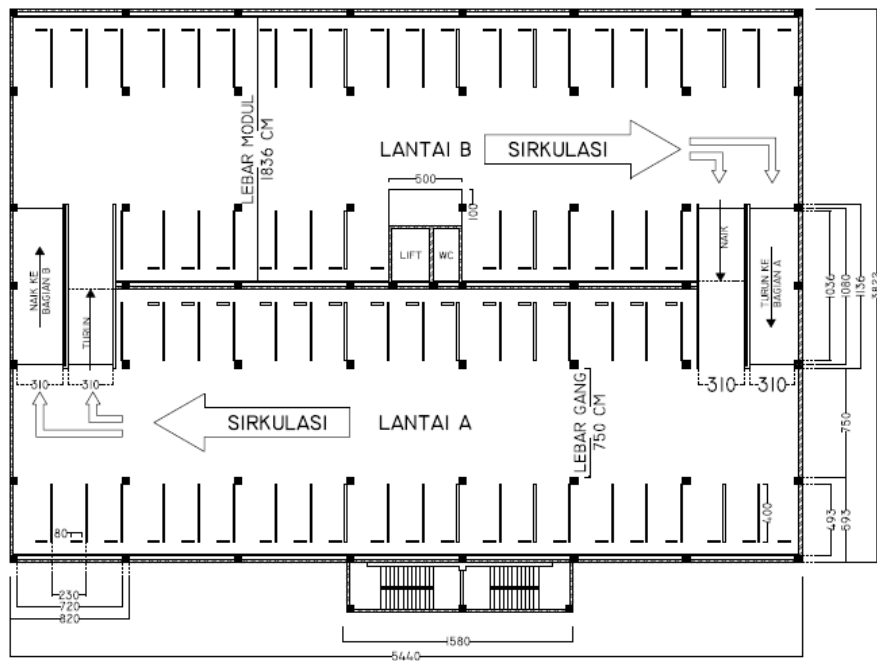 LEBAR MODUL
1836 CM
LANTAI B
SIRKULASI
600
100
LIFT
WC
NAIK KE
BAGIAN B
TURUN
NAIK
TURUN KE
BAGIAN A
1036
1080
1136
3822
310
310
310
310
SIRKULASI
LANTAI A
LEBAR GANG
750 CM
750
400
493
593
80
230
720
820
1580
5440